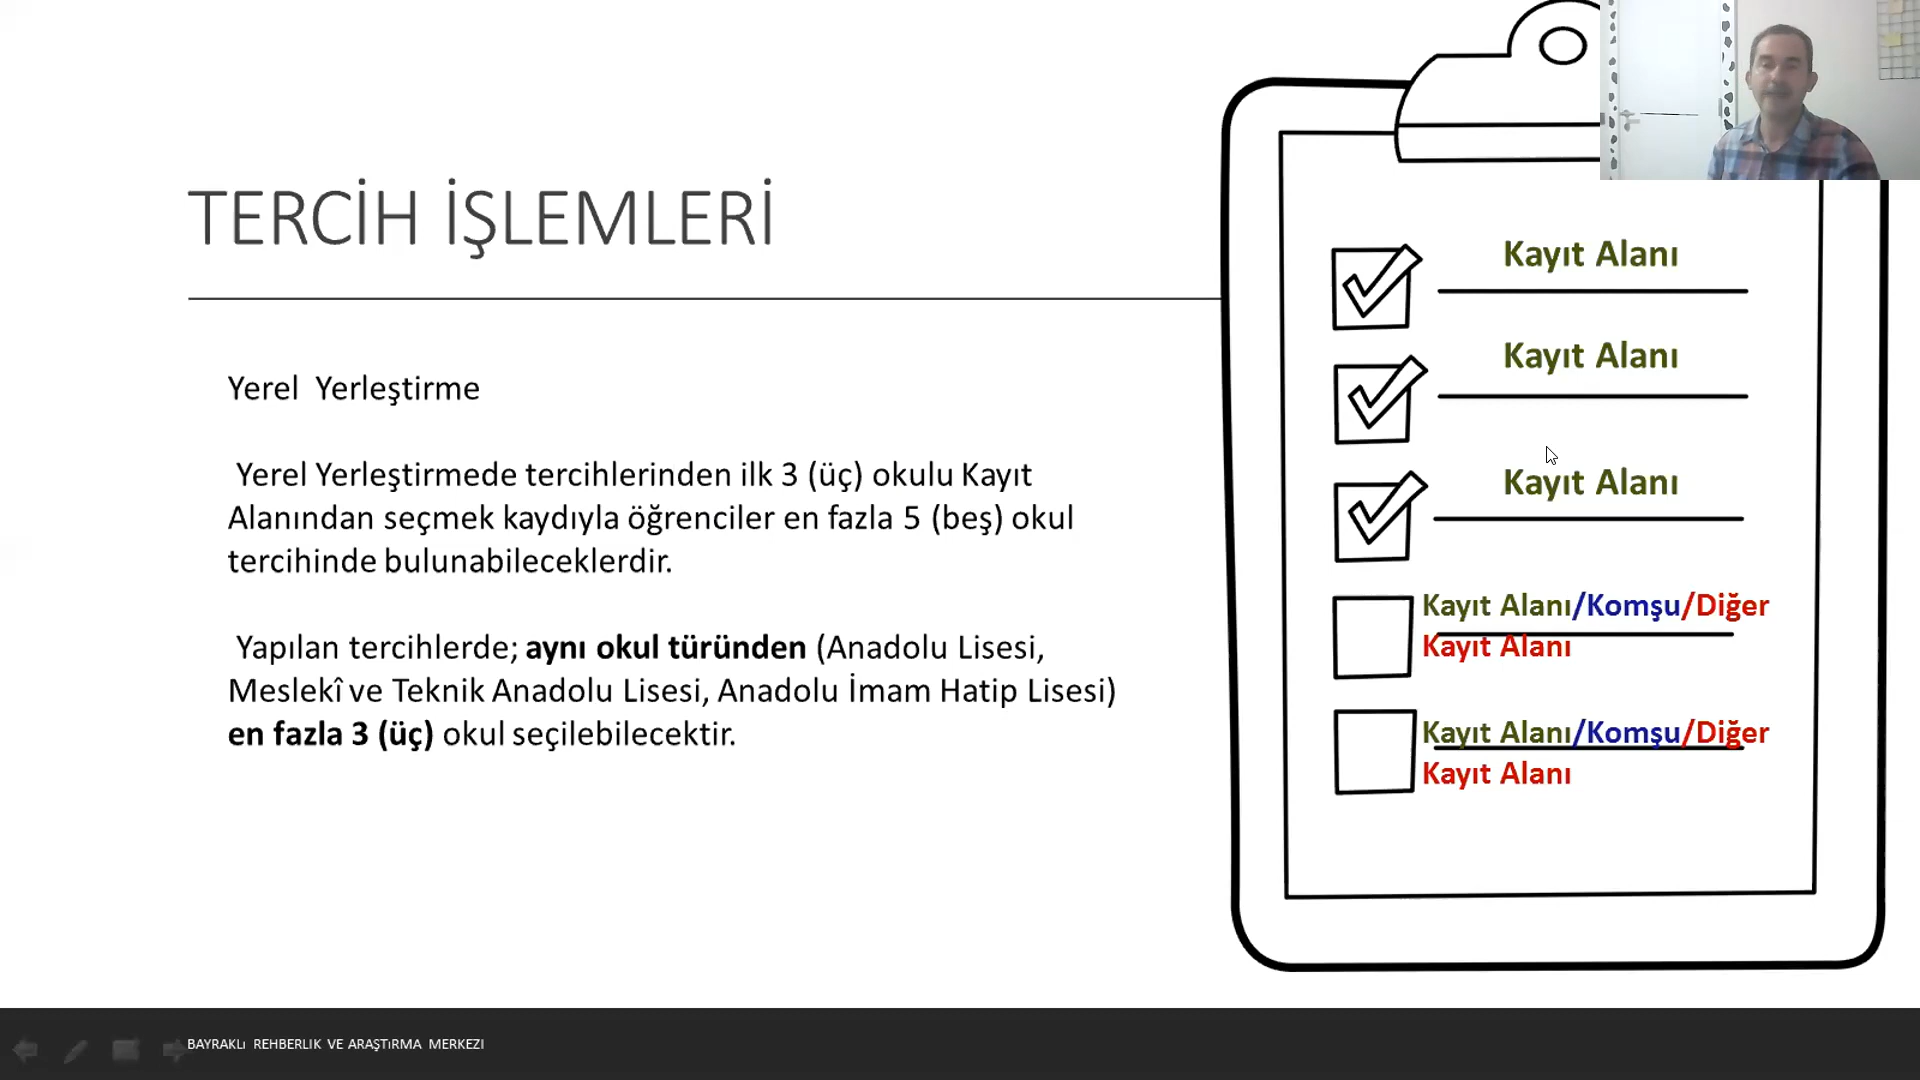 TERCİH İŞLEMLERİ
Yerel Yerleştirme
Yerel Yerleştirmede tercihlerinden ilk 3 (üç) okulu Kayıt
Alanından seçmek kaydıyla öğrenciler en fazla 5 (beş) okul
tercihinde bulunabileceklerdir.
Yapılan tercihlerde; aynı okul türünden (Anadolu Lisesi,
Meslekî ve Teknik Anadolu Lisesi, Anadolu İmam Hatip Lisesi)
en fazla 3 (üç) okul seçilebilecektir.
Kayıt Alanı
Kayıt Alanı
Kayıt Alanı
Kayıt Alanı/Komşu/Diğer
Kayıt Alanı
Kayıt Alanı/Komşu/Diğer
Kayıt Alanı
BAYRAKLı REHBERLIK VE ARAŞTıRMA MERKEZI